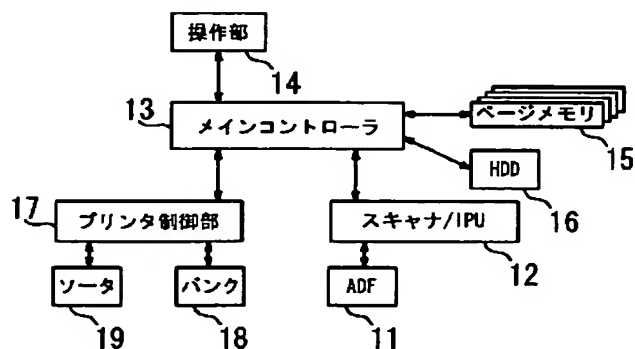 操作部
14
13
メインコントローラ
ページメモリ
15
HDD
16
17
プリンタ制御部
スキャナ/IPU
12
ソータ
バンク
ADF
19
18
11